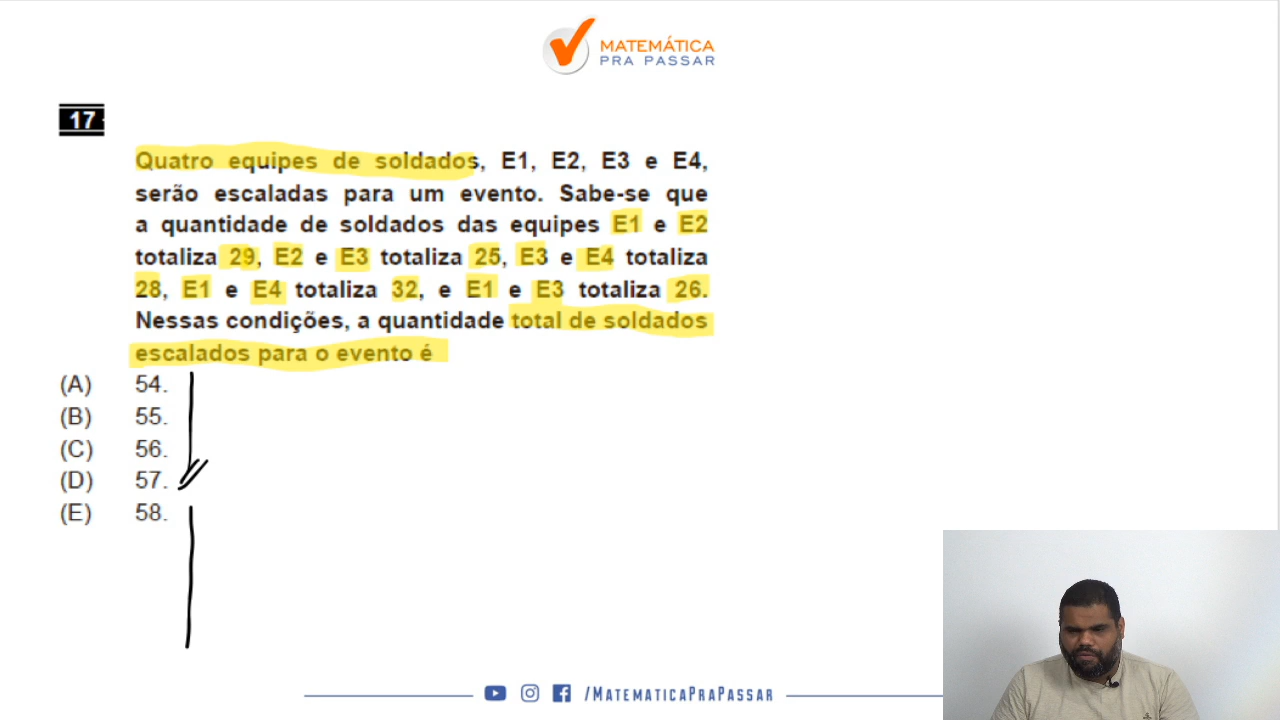 MATEMÁTICA
PRA PASSAR
17
Quatro equipes de soldados, E1, E2, E3 e E4,
serão escaladas para um evento. Sabe-se que
a quantidade de soldados das equipes E1 e E2
totaliza 29, E2 e E3 totaliza 25, E3 e E4 totaliza
28, E1 e E4 totaliza 32, e E1 e E3 totaliza 26.
Nessas condições, a quantidade total de soldados
escalados para o evento é
(A) 54.
(B) 55.
(C) 56.
(D) 57.
(E) 58.
/MATEMATICAPRAPASSAR